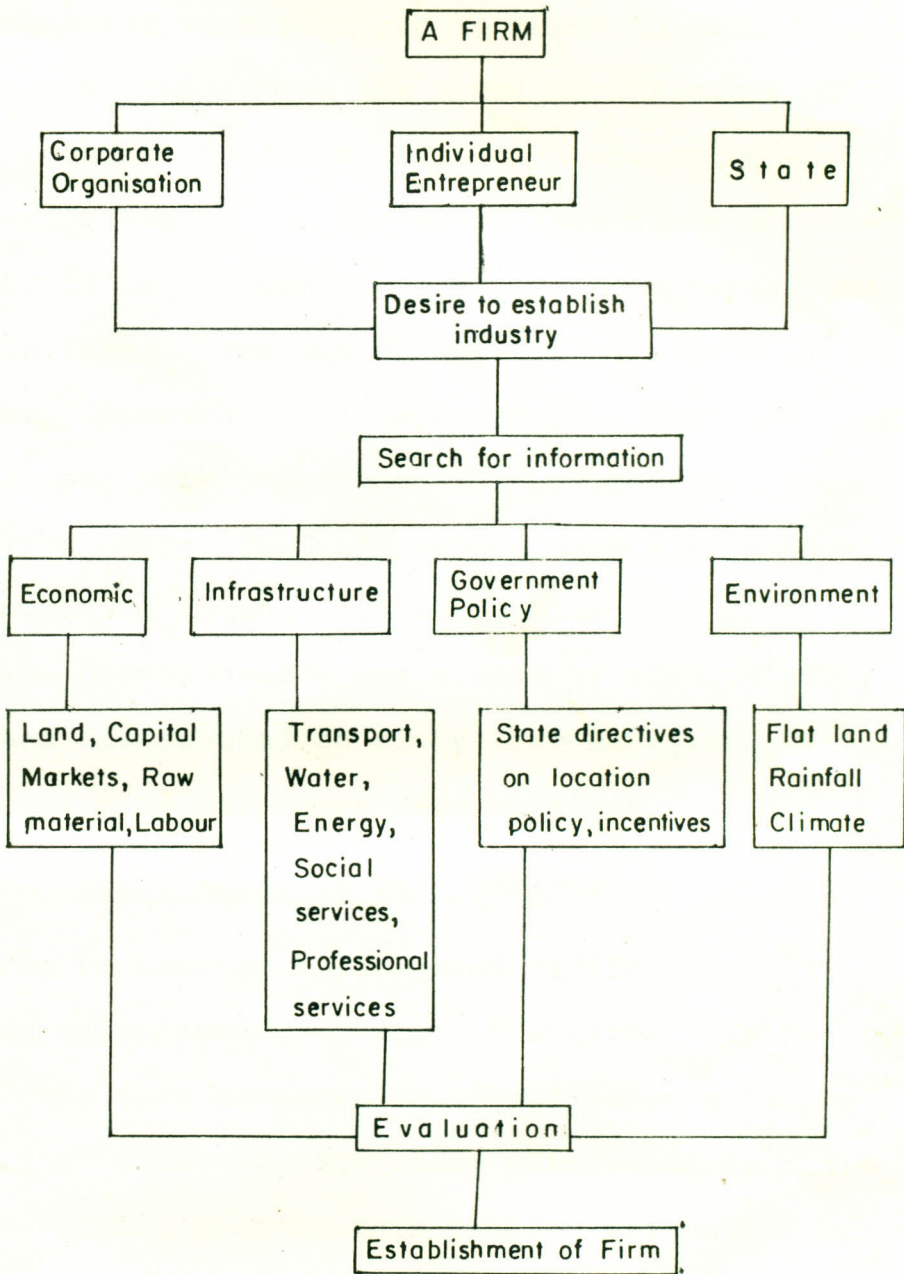 A FIRM
Corporate
Organisation
Individual
Entrepreneur
State
Desire to establish
industry
Search for information
Economic
Infrastructure
Government
Policy
Environment
Land, Capital
Markets, Raw
material, Labour
Transport,
Water,
Energy,
Social
services,
Professional
services
State directives
on location
policy, incentives
Flat land
Rainfall
Climate
Evaluation
Establishment of Firm